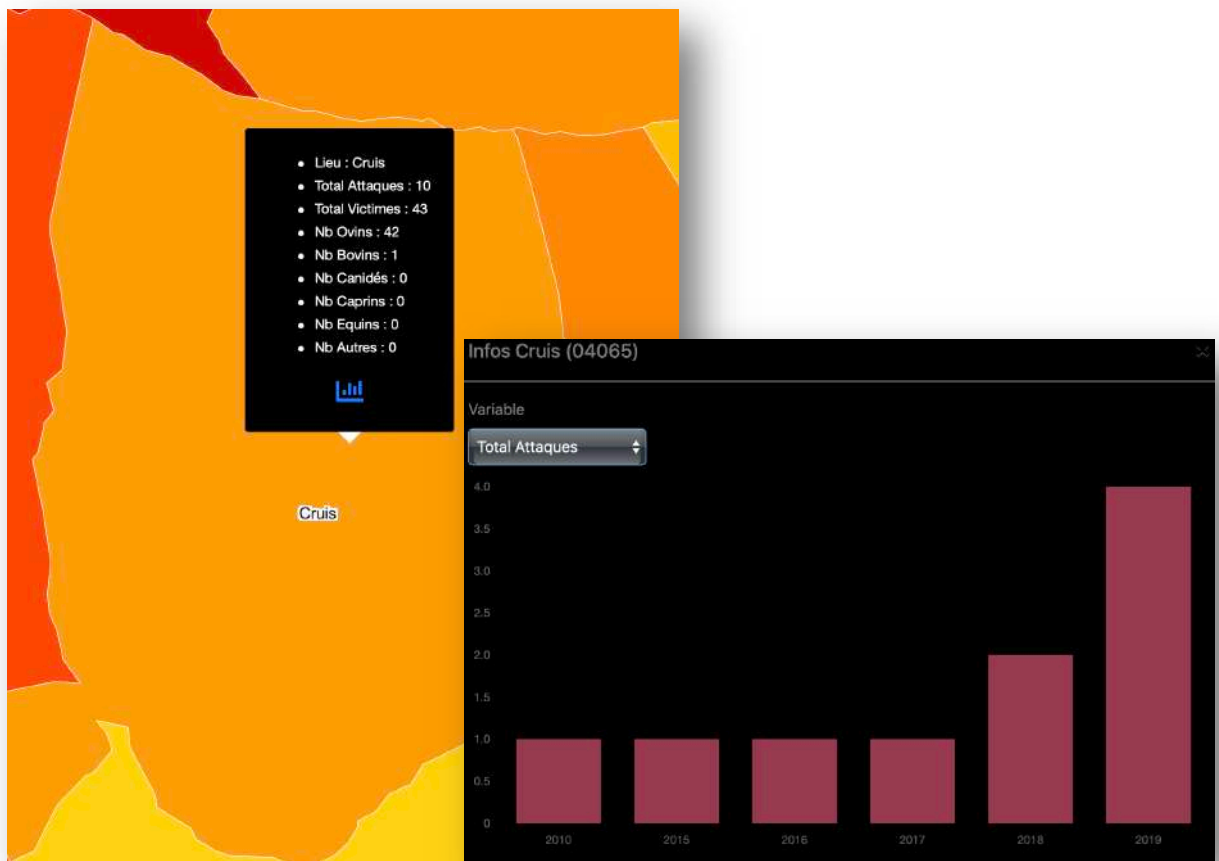 Lieu : Cruis
Total Attaques : 10
Total Victimes : 43
Nb Ovins : 42
Nb Bovins : 1
Nb Canidés : 0
Nb Caprins : 0
Nb Equins : 0
Nb Autres : 0
Cruis
Infos Cruis (04065)
Variable
Total Attaques
4.0
3.5
3.0
2.5
2.0
1.5
1.0
0.5
0
2010 2015 2016 2017 2018 2019